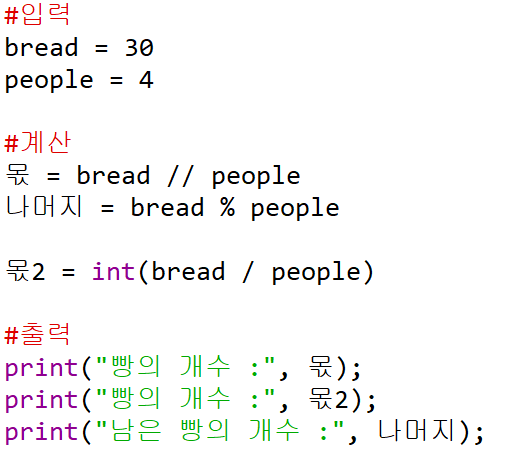 #입력
bread = 30
people = 4
#계산
몫 = bread // people
나머지 = bread % people
몫2 = int(bread / people)
#출력
print("빵의 개수 :", 몫);
print("빵의 개수 :", 몫2);
print("남은 빵의 개수 :", 나머지);